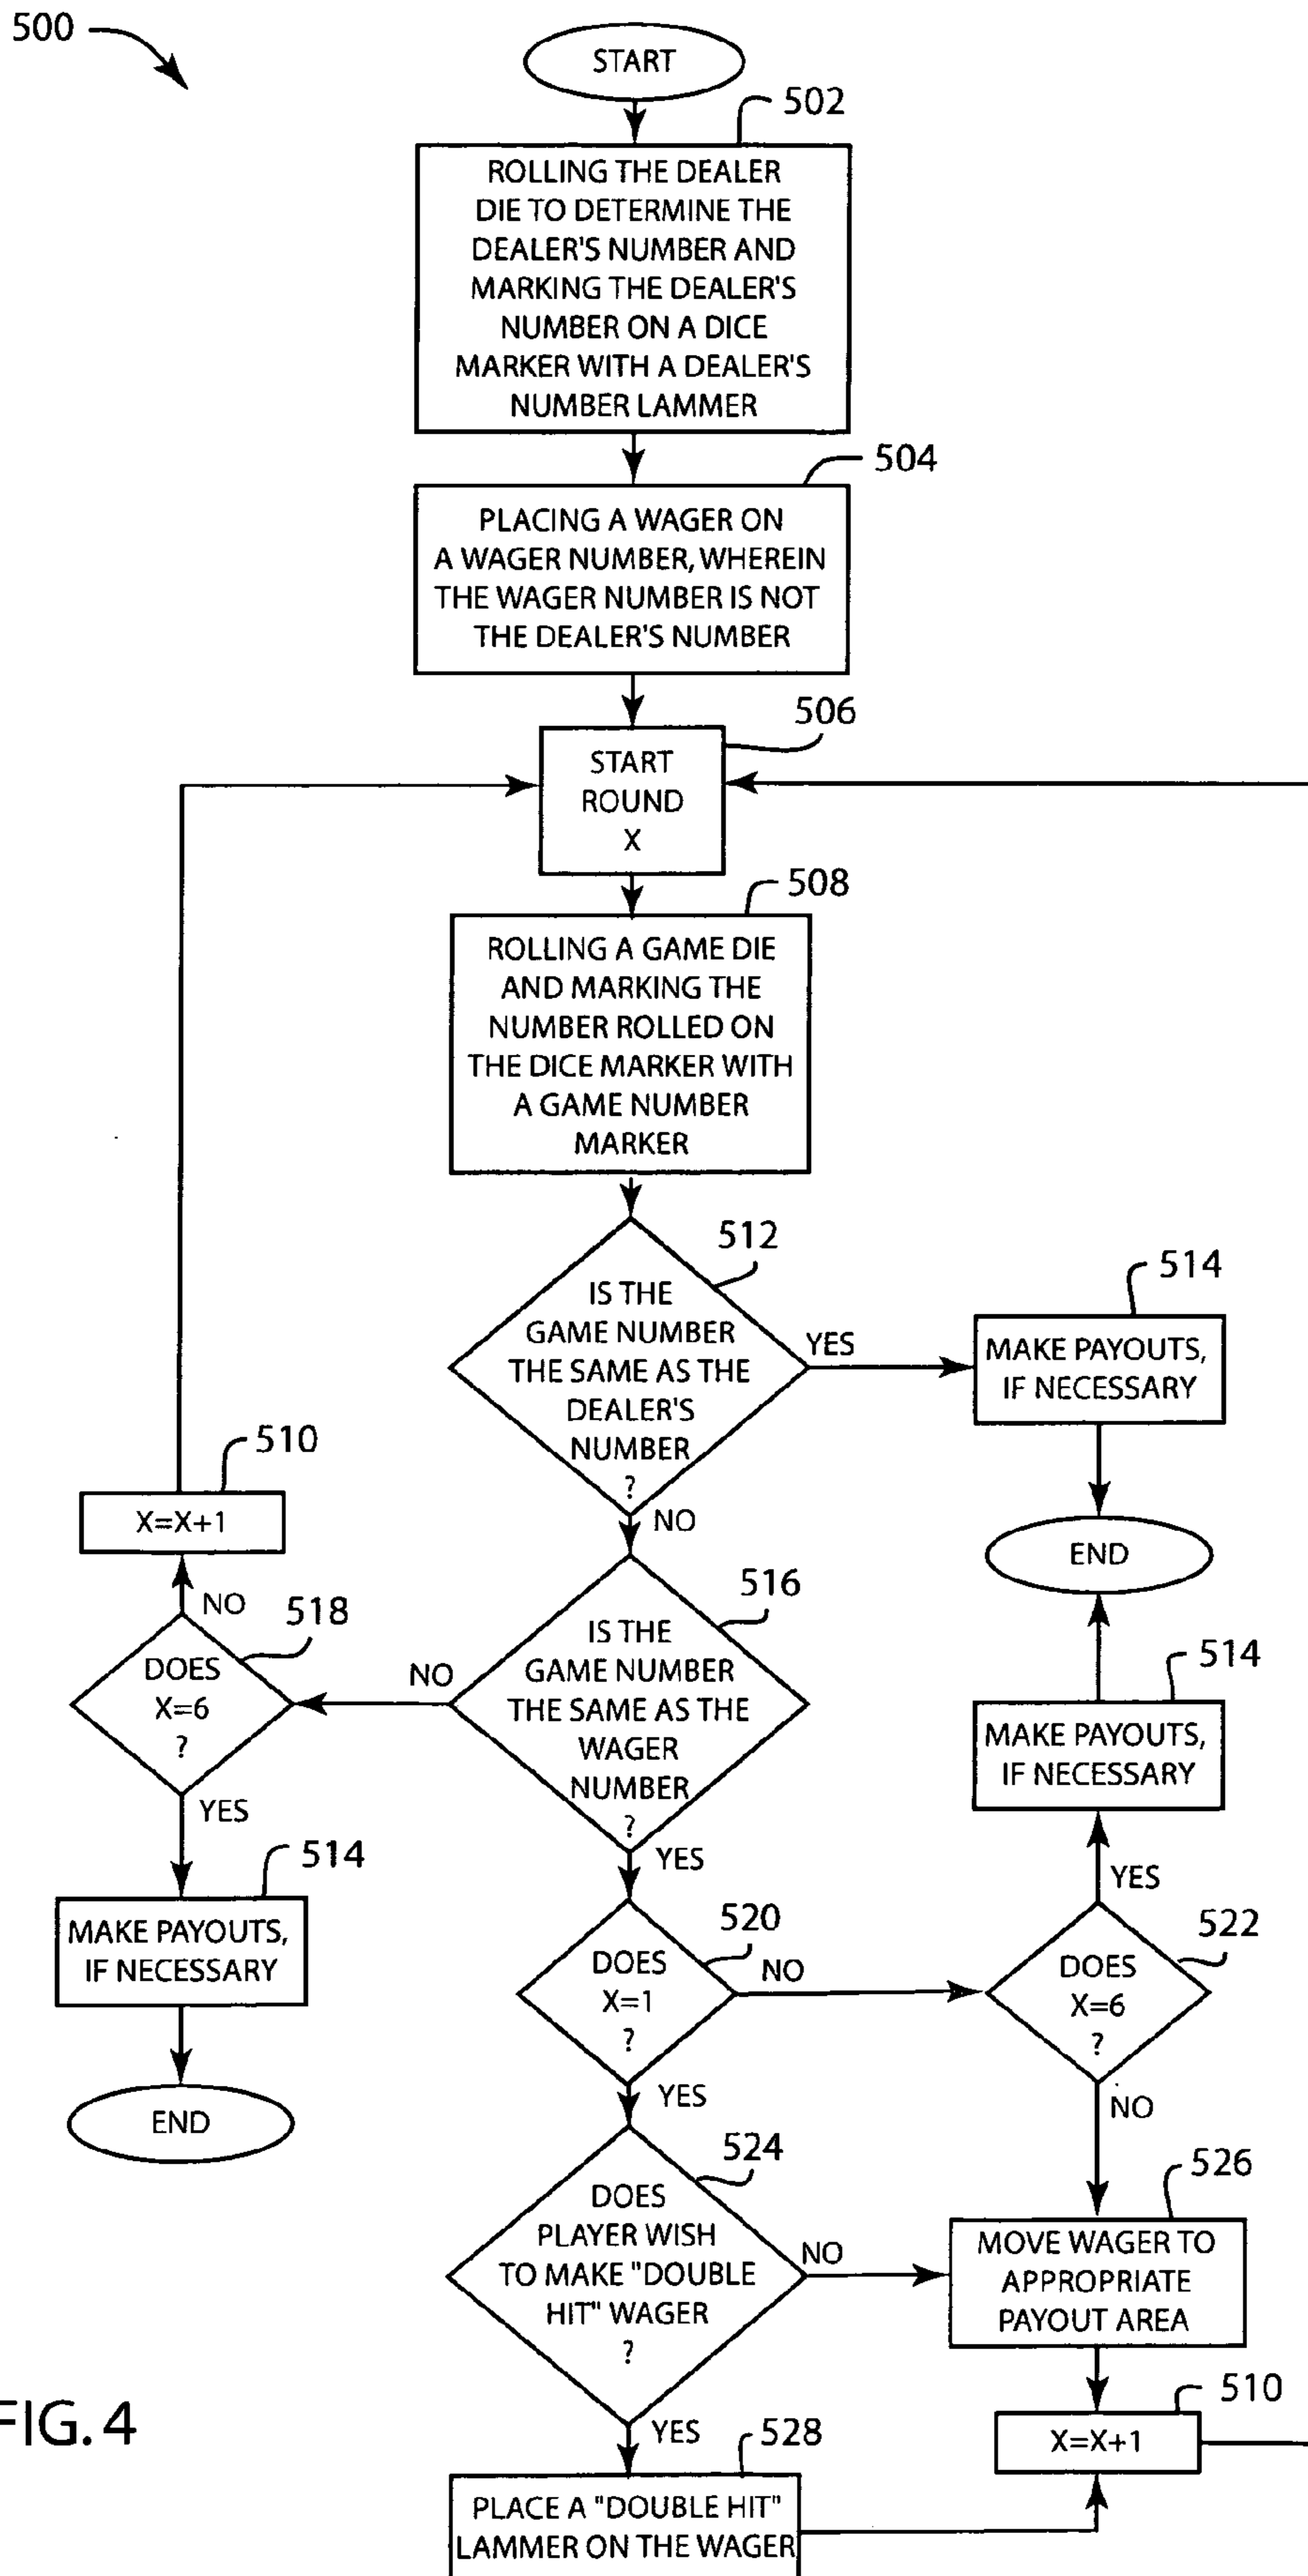 500
START
502
ROLLING THE DEALER
DIE TO DETERMINE THE
DEALER'S NUMBER AND
MARKING THE DEALER'S
NUMBER ON A DICE
MARKER WITH A DEALER'S
NUMBER LAMMER
504
PLACING A WAGER ON
A WAGER NUMBER, WHEREIN
THE WAGER NUMBER IS NOT
THE DEALER'S NUMBER
506
START
ROUND
X
508
ROLLING A GAME DIE
AND MARKING THE
NUMBER ROLLED ON
THE DICE MARKER WITH
A GAME NUMBER
MARKER
512
IS THE
GAME NUMBER
THE SAME AS THE
DEALER'S
NUMBER
?
YES
514
MAKE PAYOUTS,
IF NECESSARY
END
NO
516
IS THE
GAME NUMBER
THE SAME AS THE
WAGER
NUMBER
?
NO
518
DOES
X=6
?
NO
510
X=X+1
YES
514
MAKE PAYOUTS,
IF NECESSARY
END
YES
520
DOES
X=1
?
NO
522
DOES
X=6
?
YES
514
MAKE PAYOUTS,
IF NECESSARY
NO
YES
524
DOES
PLAYER WISH
TO MAKE "DOUBLE
HIT" WAGER
?
NO
526
MOVE WAGER TO
APPROPRIATE
PAYOUT AREA
510
X=X+1
YES
528
PLACE A "DOUBLE HIT"
LAMMER ON THE WAGER
FIG. 4